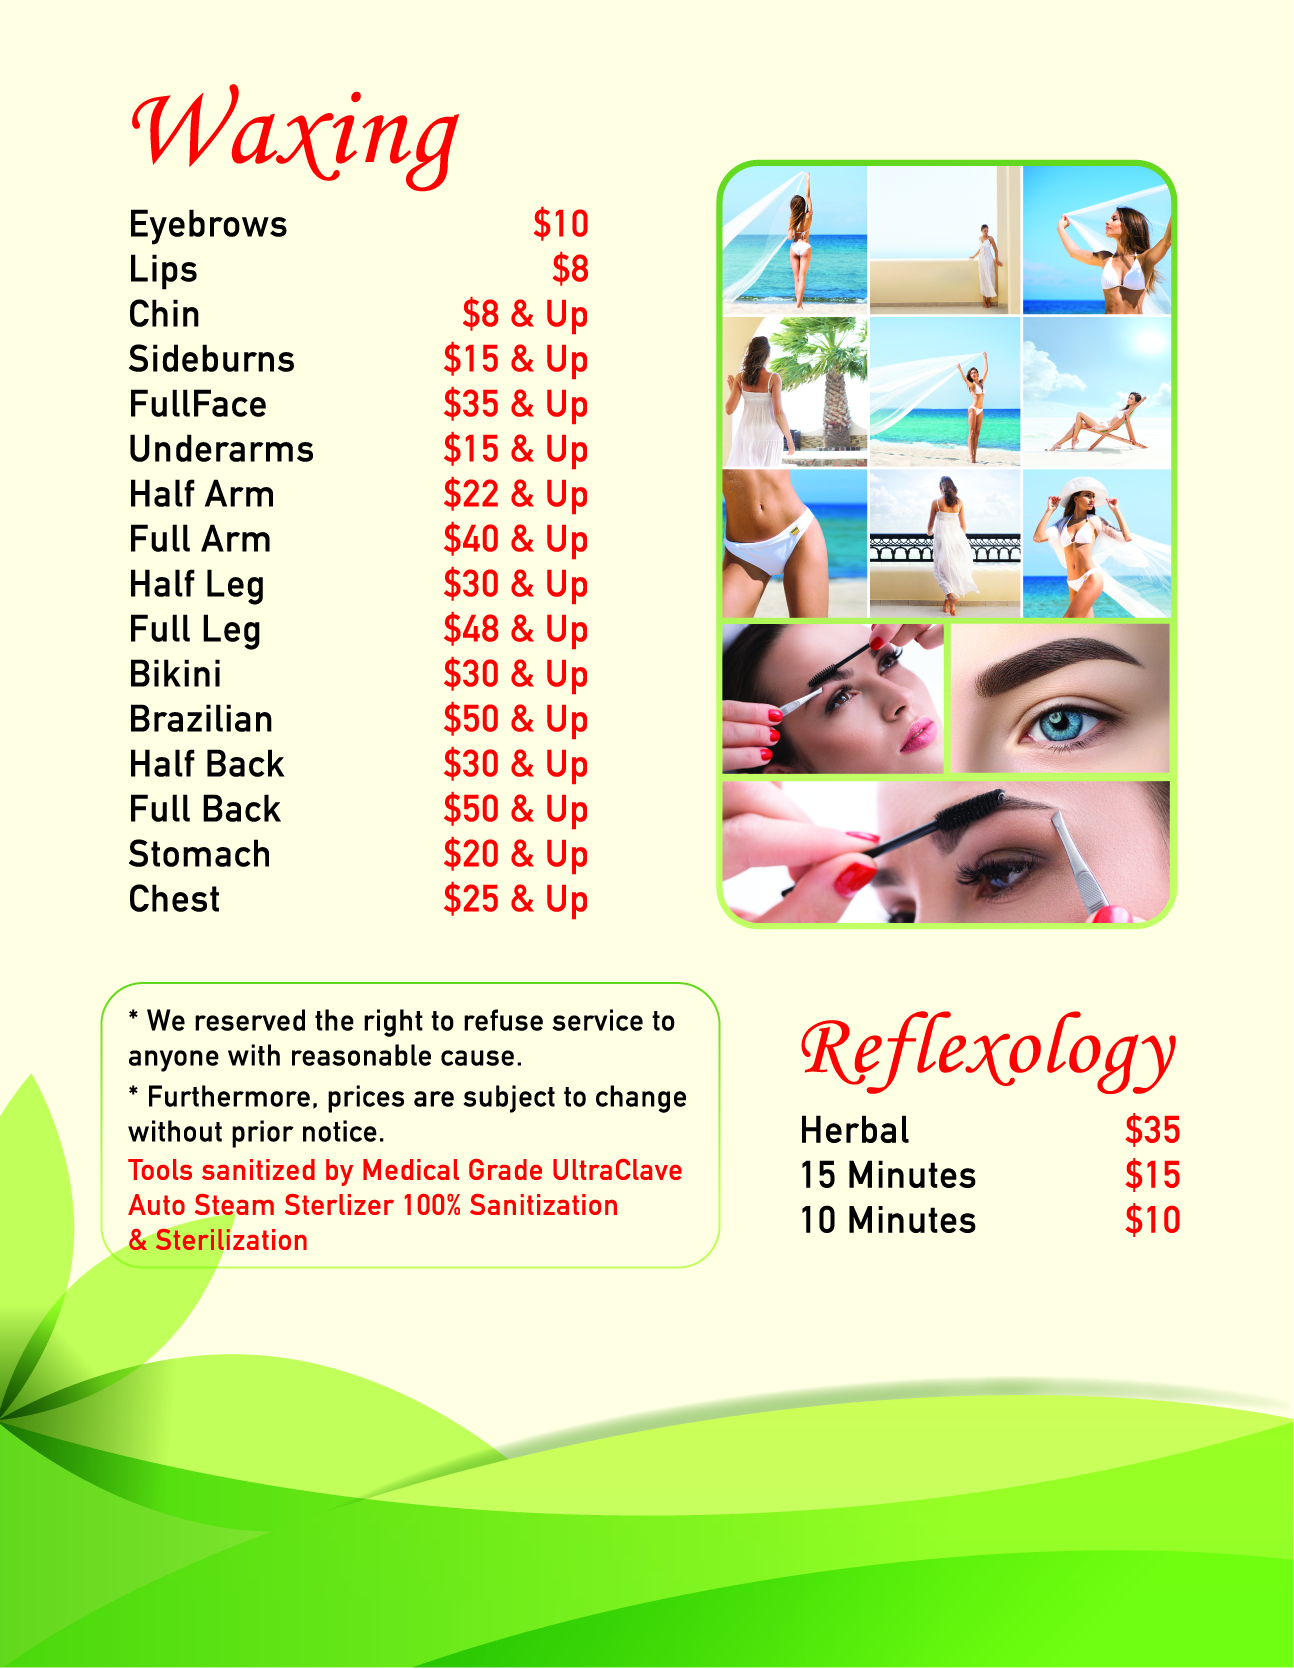 Waxing
Eyebrows $10
Lips $8
Chin $8 & Up
Sideburns $15 & Up
FullFace $35 & Up
Underarms $15 & Up
Half Arm $22 & Up
Full Arm $40 & Up
Half Leg $30 & Up
Full Leg $48 & Up
Bikini $30 & Up
Brazilian $50 & Up
Half Back $30 & Up
Full Back $50 & Up
Stomach $20 & Up
Chest $25 & Up
* We reserved the right to refuse service to
anyone with reasonable cause.
* Furthermore, prices are subject to change
without prior notice.
Tools sanitized by Medical Grade UltraClave
Auto Steam Sterlizer 100% Sanitization
& Sterilization
Reflexology
Herbal $35
15 Minutes $15
10 Minutes $10